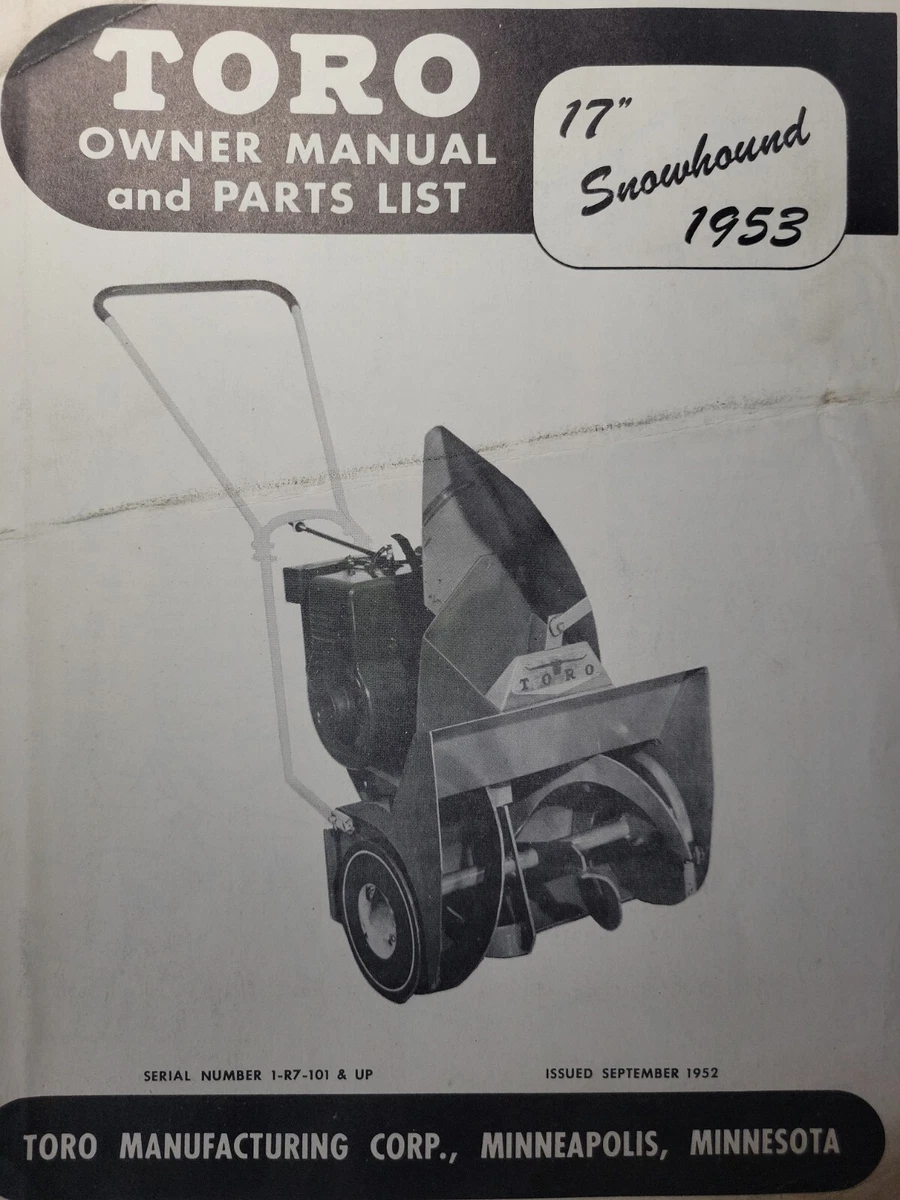 TORO
OWNER MANUAL
and PARTS LIST
17"
Snowhound
1953
TORO
SERIAL NUMBER 1-R7-101 & UP
ISSUED SEPTEMBER 1952
TORO MANUFACTURING CORP., MINNEAPOLIS, MINNESOTA